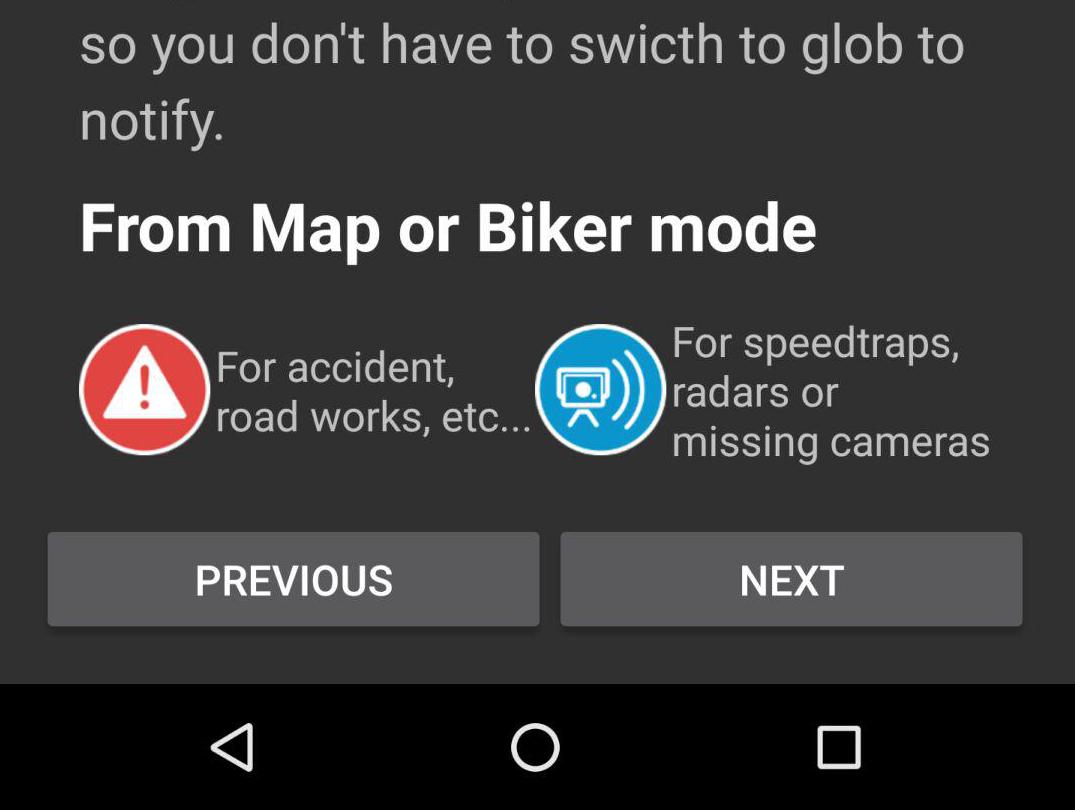 so you don't have to swicth to glob to
notify.
From Map or Biker mode
For accident,
road works, etc...
For speedtraps,
radars or
missing cameras
PREVIOUS
NEXT